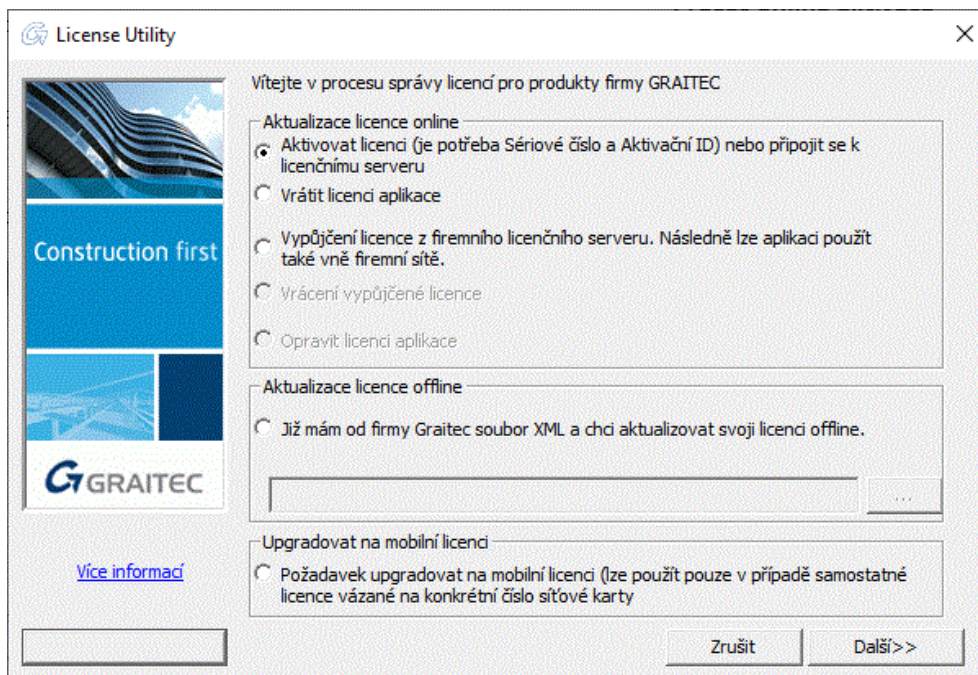 License Utility
Vítejte v procesu správy licencí pro produkty firmy GRAITEC
Aktualizace licence online
Aktivovat licenci (je potřeba Sériové číslo a Aktivační ID) nebo připojit se k
licenčnímu serveru
Vrátit licenci aplikace
Construction first
Vypůjčení licence z firemního licenčního serveru. Následně lze aplikaci použít
také vně firemní sítě.
Vrácení vypůjčené licence
Opravit licenci aplikace
Aktualizace licence offline
Již mám od firmy Graitec soubor XML a chci aktualizovat svoji licenci offline.
GRAITEC
...
Upgradovat na mobilní licenci
Více informací
Požadavek upgradovat na mobilní licenci (lze použít pouze v případě samostatné
licence vázané na konkrétní číslo síťové karty
Zrušit
Další>>